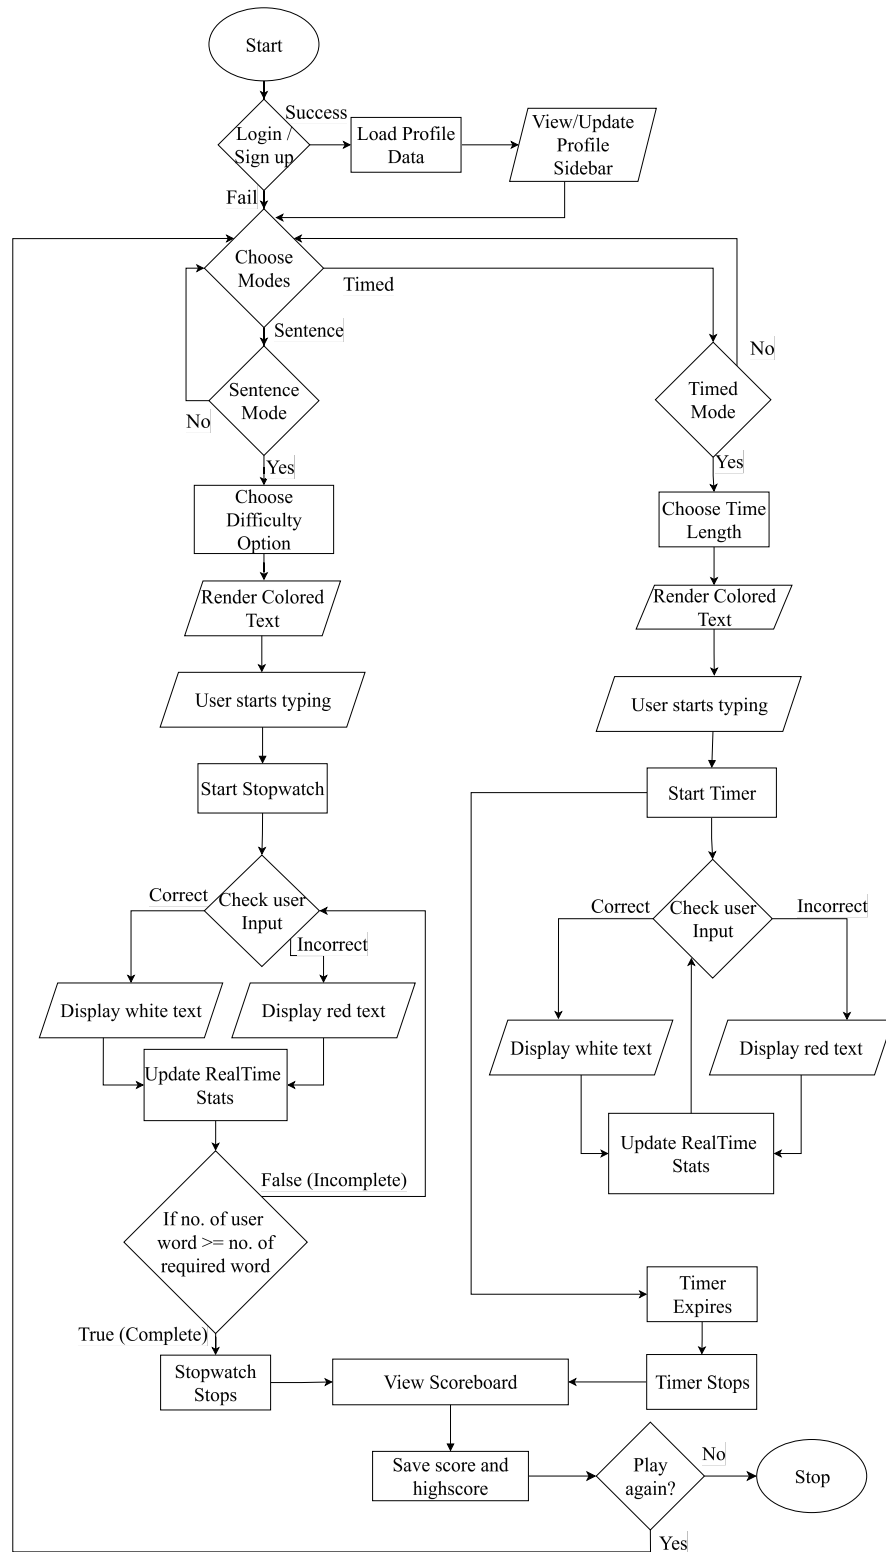 Start
Success
Login /
Sign up
Load Profile
Data
View/Update
Profile
Sidebar
Fail
Choose
Modes
Timed
Sentence
No
Sentence
Mode
No
Timed
Mode
Yes
Yes
Choose
Difficulty
Option
Choose Time
Length
Render Colored
Text
Render Colored
Text
User starts typing
User starts typing
Start Stopwatch
Start Timer
Correct
Check user
Input
Incorrect
Correct
Check user
Input
Incorrect
Display white text
Display red text
Display white text
Display red text
Update RealTime
Stats
Update RealTime
Stats
False (Incomplete)
If no. of user
word >= no. of
required word
Timer
Expires
True (Complete)
Stopwatch
Stops
View Scoreboard
Timer Stops
Save score and
highscore
Play
again?
No
Stop
Yes